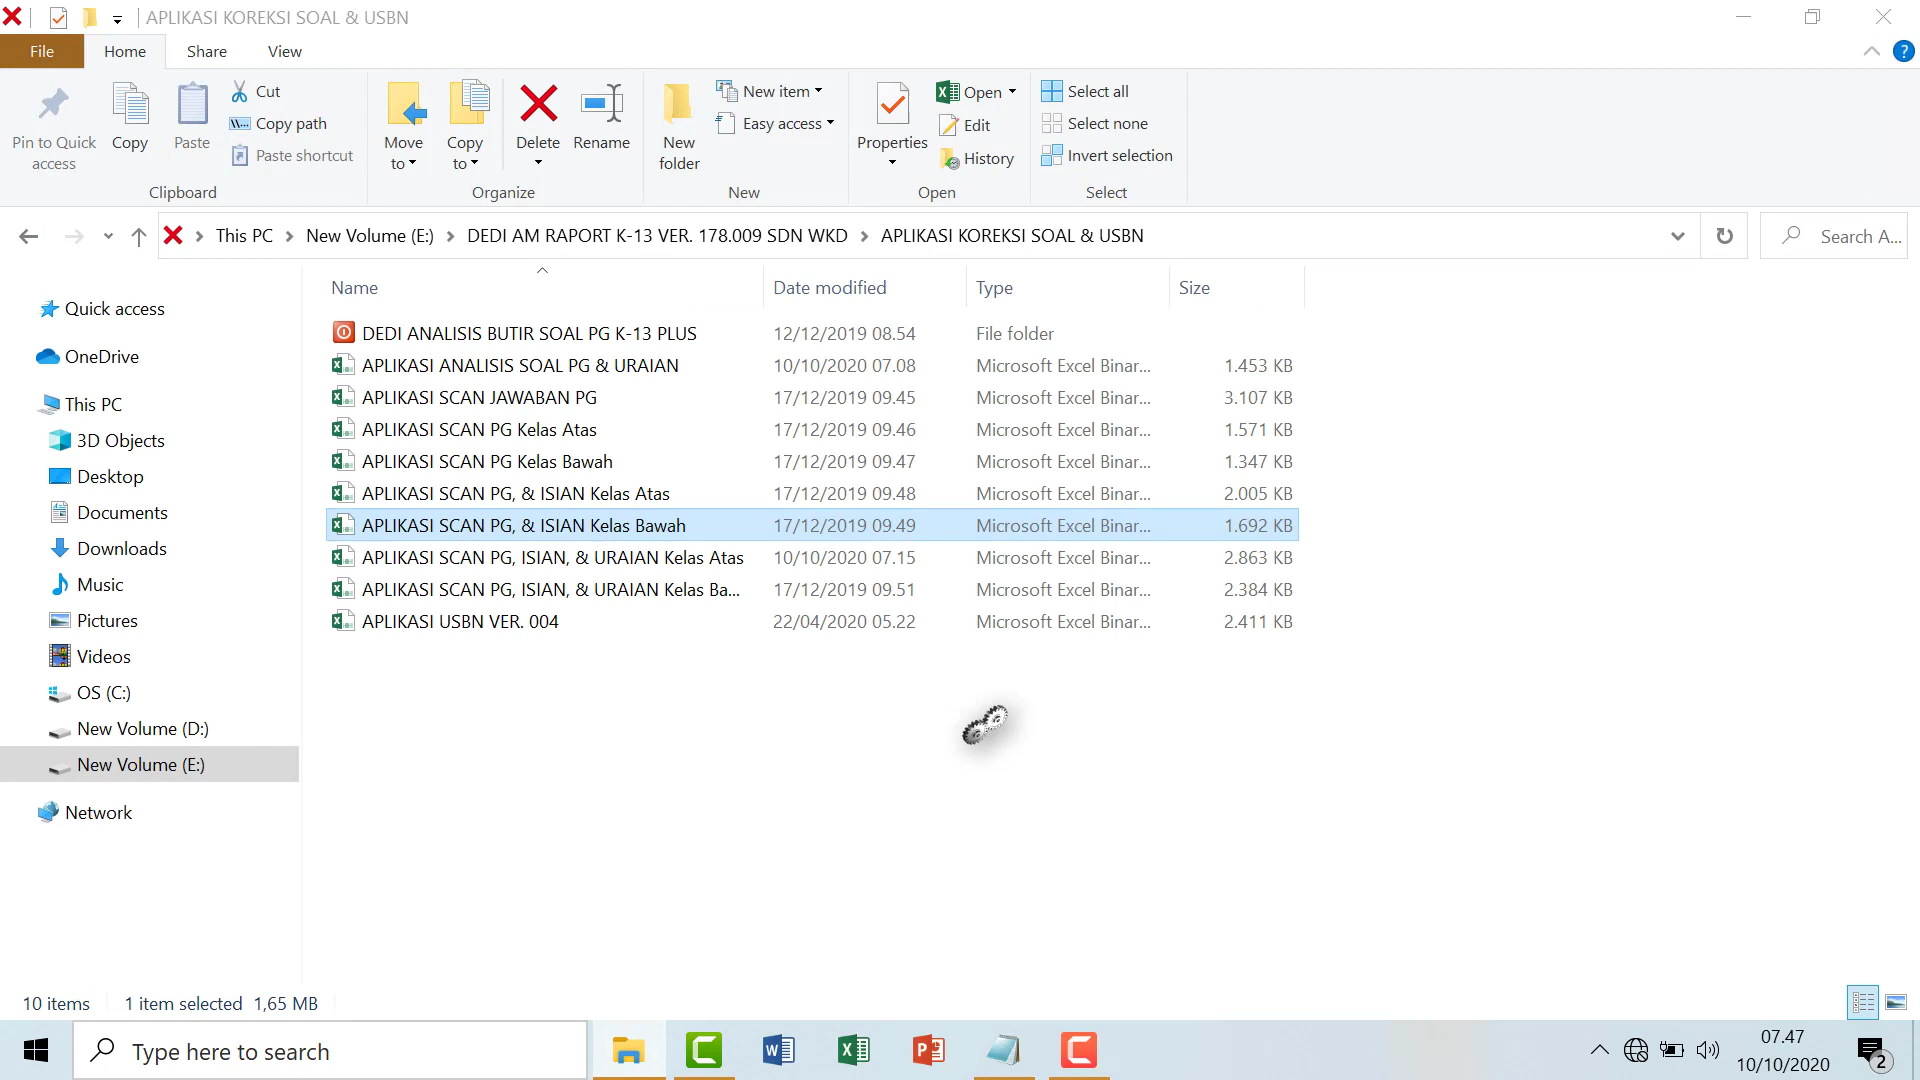 APLIKASI KOREKSI SOAL & USBN
File Home Share View
Pin to Quick access
Copy
Paste
Cut
Copy path
Paste shortcut
Clipboard
Move to
Copy to
Delete
Rename
Organize
New folder
New item
Easy access
New
Properties
Open
Edit
History
Open
Select all
Select none
Invert selection
Select
This PC New Volume (E:) DEDI AM RAPORT K-13 VER. 178.009 SDN WKD APLIKASI KOREKSI SOAL & USBN
Search A...
Quick access
OneDrive
This PC
3D Objects
Desktop
Documents
Downloads
Music
Pictures
Videos
OS (C:)
New Volume (D:)
New Volume (E:)
Network
Name Date modified Type Size
DEDI ANALISIS BUTIR SOAL PG K-13 PLUS 12/12/2019 08.54 File folder
APLIKASI ANALISIS SOAL PG & URAIAN 10/10/2020 07.08 Microsoft Excel Binar... 1.453 KB
APLIKASI SCAN JAWABAN PG 17/12/2019 09.45 Microsoft Excel Binar... 3.107 KB
APLIKASI SCAN PG Kelas Atas 17/12/2019 09.46 Microsoft Excel Binar... 1.571 KB
APLIKASI SCAN PG Kelas Bawah 17/12/2019 09.47 Microsoft Excel Binar... 1.347 KB
APLIKASI SCAN PG, & ISIAN Kelas Atas 17/12/2019 09.48 Microsoft Excel Binar... 2.005 KB
APLIKASI SCAN PG, & ISIAN Kelas Bawah 17/12/2019 09.49 Microsoft Excel Binar... 1.692 KB
APLIKASI SCAN PG, ISIAN, & URAIAN Kelas Atas 10/10/2020 07.15 Microsoft Excel Binar... 2.863 KB
APLIKASI SCAN PG, ISIAN, & URAIAN Kelas Ba... 17/12/2019 09.51 Microsoft Excel Binar... 2.384 KB
APLIKASI USBN VER. 004 22/04/2020 05.22 Microsoft Excel Binar... 2.411 KB
10 items 1 item selected 1,65 MB
Type here to search
07.47
10/10/2020
2